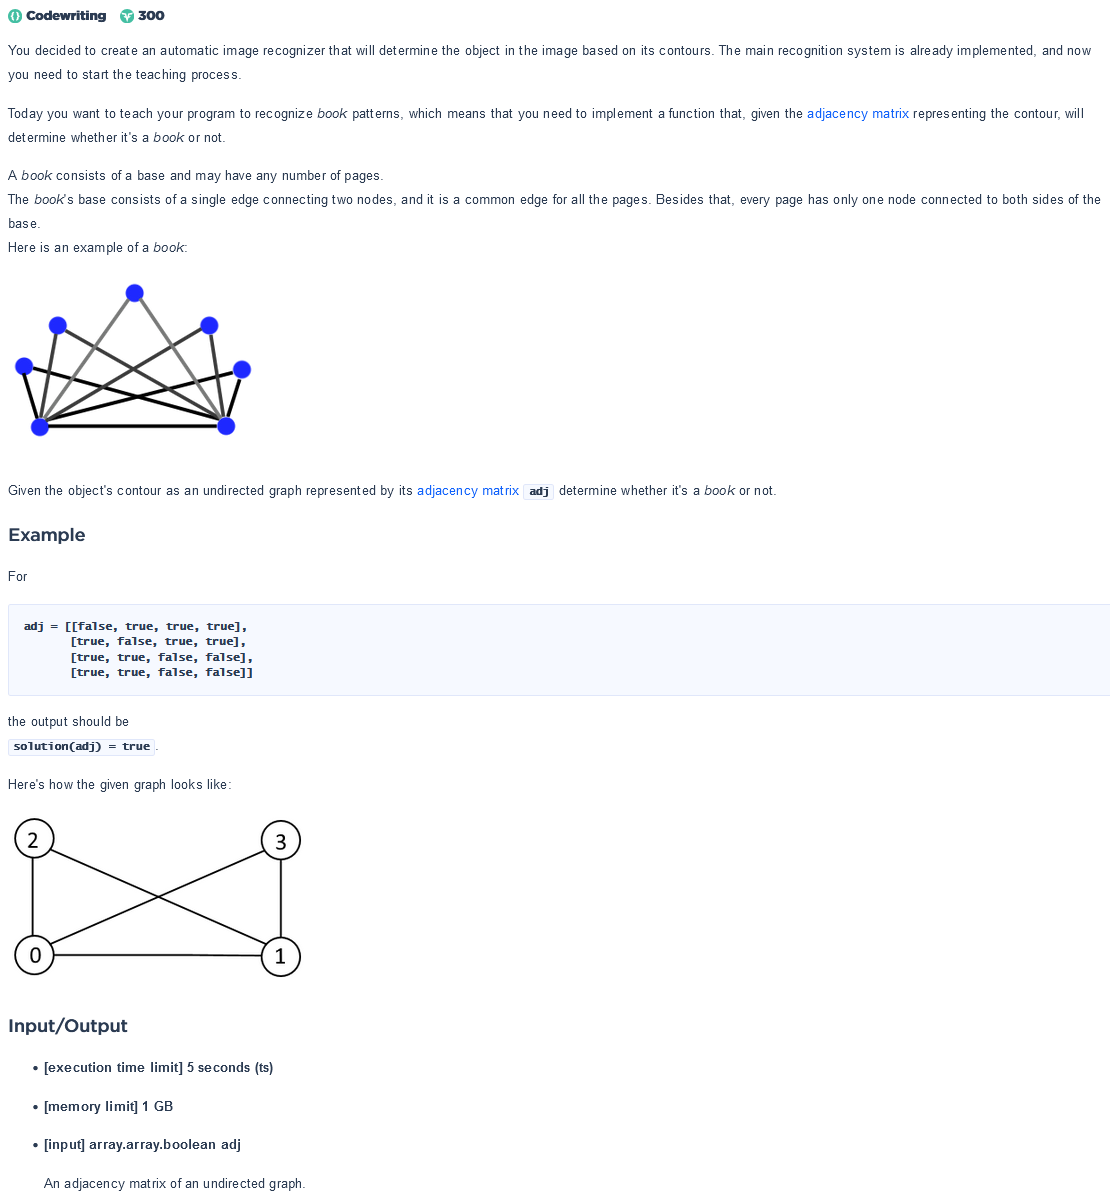 Codewriting 300
You decided to create an automatic image recognizer that will determine the object in the image based on its contours. The main recognition system is already implemented, and now
you need to start the teaching process.
Today you want to teach your program to recognize book patterns, which means that you need to implement a function that, given the adjacency matrix representing the contour, will
determine whether it's a book or not.
A book consists of a base and may have any number of pages.
The book's base consists of a single edge connecting two nodes, and it is a common edge for all the pages. Besides that, every page has only one node connected to both sides of the
base.
Here is an example of a book:
Given the object's contour as an undirected graph represented by its adjacency matrix adj determine whether it's a book or not.
Example
For
adj = [[false, true, true, true],
[true, false, true, true],
[true, true, false, false],
[true, true, false, false]]
the output should be
solution(adj) = true.
Here's how the given graph looks like:
2 3
0 1
Input/Output
• [execution time limit] 5 seconds (ts)
• [memory limit] 1 GB
• [input] array.array.boolean adj
An adjacency matrix of an undirected graph.